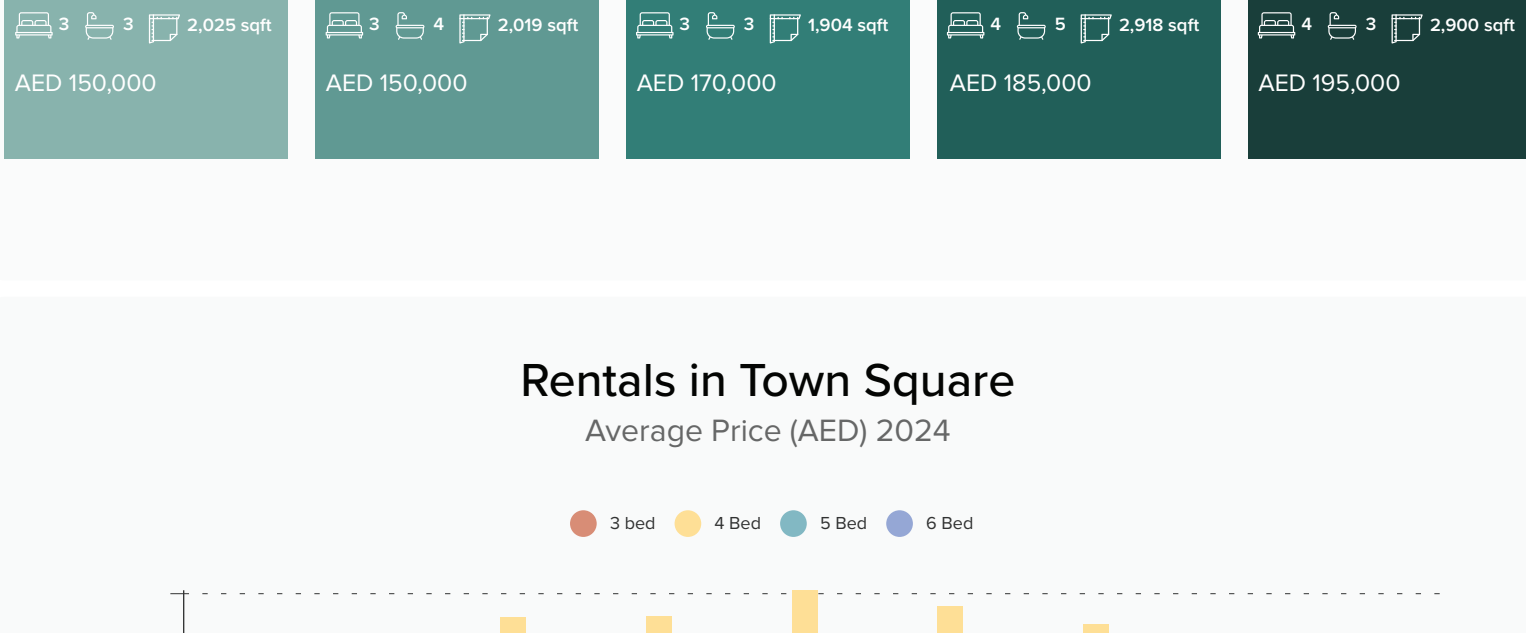 3 3 2,025 sqft
AED 150,000
3 4 2,019 sqft
AED 150,000
3 3 1,904 sqft
AED 170,000
4 5 2,918 sqft
AED 185,000
4 3 2,900 sqft
AED 195,000
Rentals in Town Square
Average Price (AED) 2024
3 bed 4 Bed 5 Bed 6 Bed